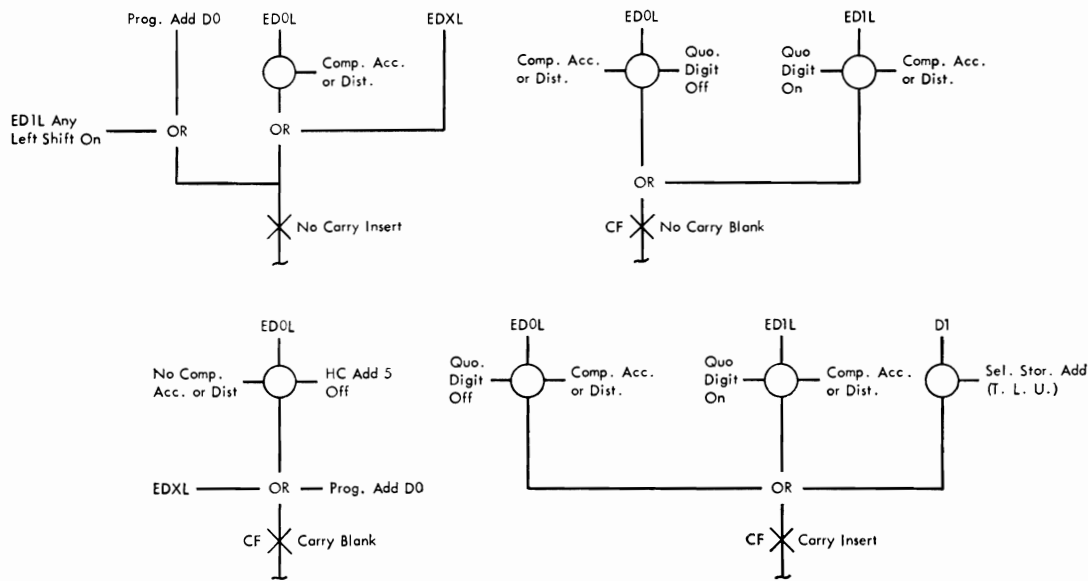 Prog. Add D0
ED0L
EDXL
Comp. Acc.
or Dist.
ED1L Any
Left Shift On
OR
OR
No Carry Insert
ED0L
ED1L
Comp. Acc.
or Dist.
Quo.
Digit
Off
Quo
Digit
On
Comp. Acc.
or Dist.
OR
CF
No Carry Blank
ED0L
No Comp.
Acc. or Dist
HC Add 5
Off
EDXL
OR
Prog. Add D0
CF
Carry Blank
ED0L
ED1L
D1
Quo.
Digit
Off
Comp. Acc.
or Dist.
Quo
Digit
On
Comp. Acc.
or Dist.
Sel. Stor. Add
(T. L. U.)
OR
CF
Carry Insert